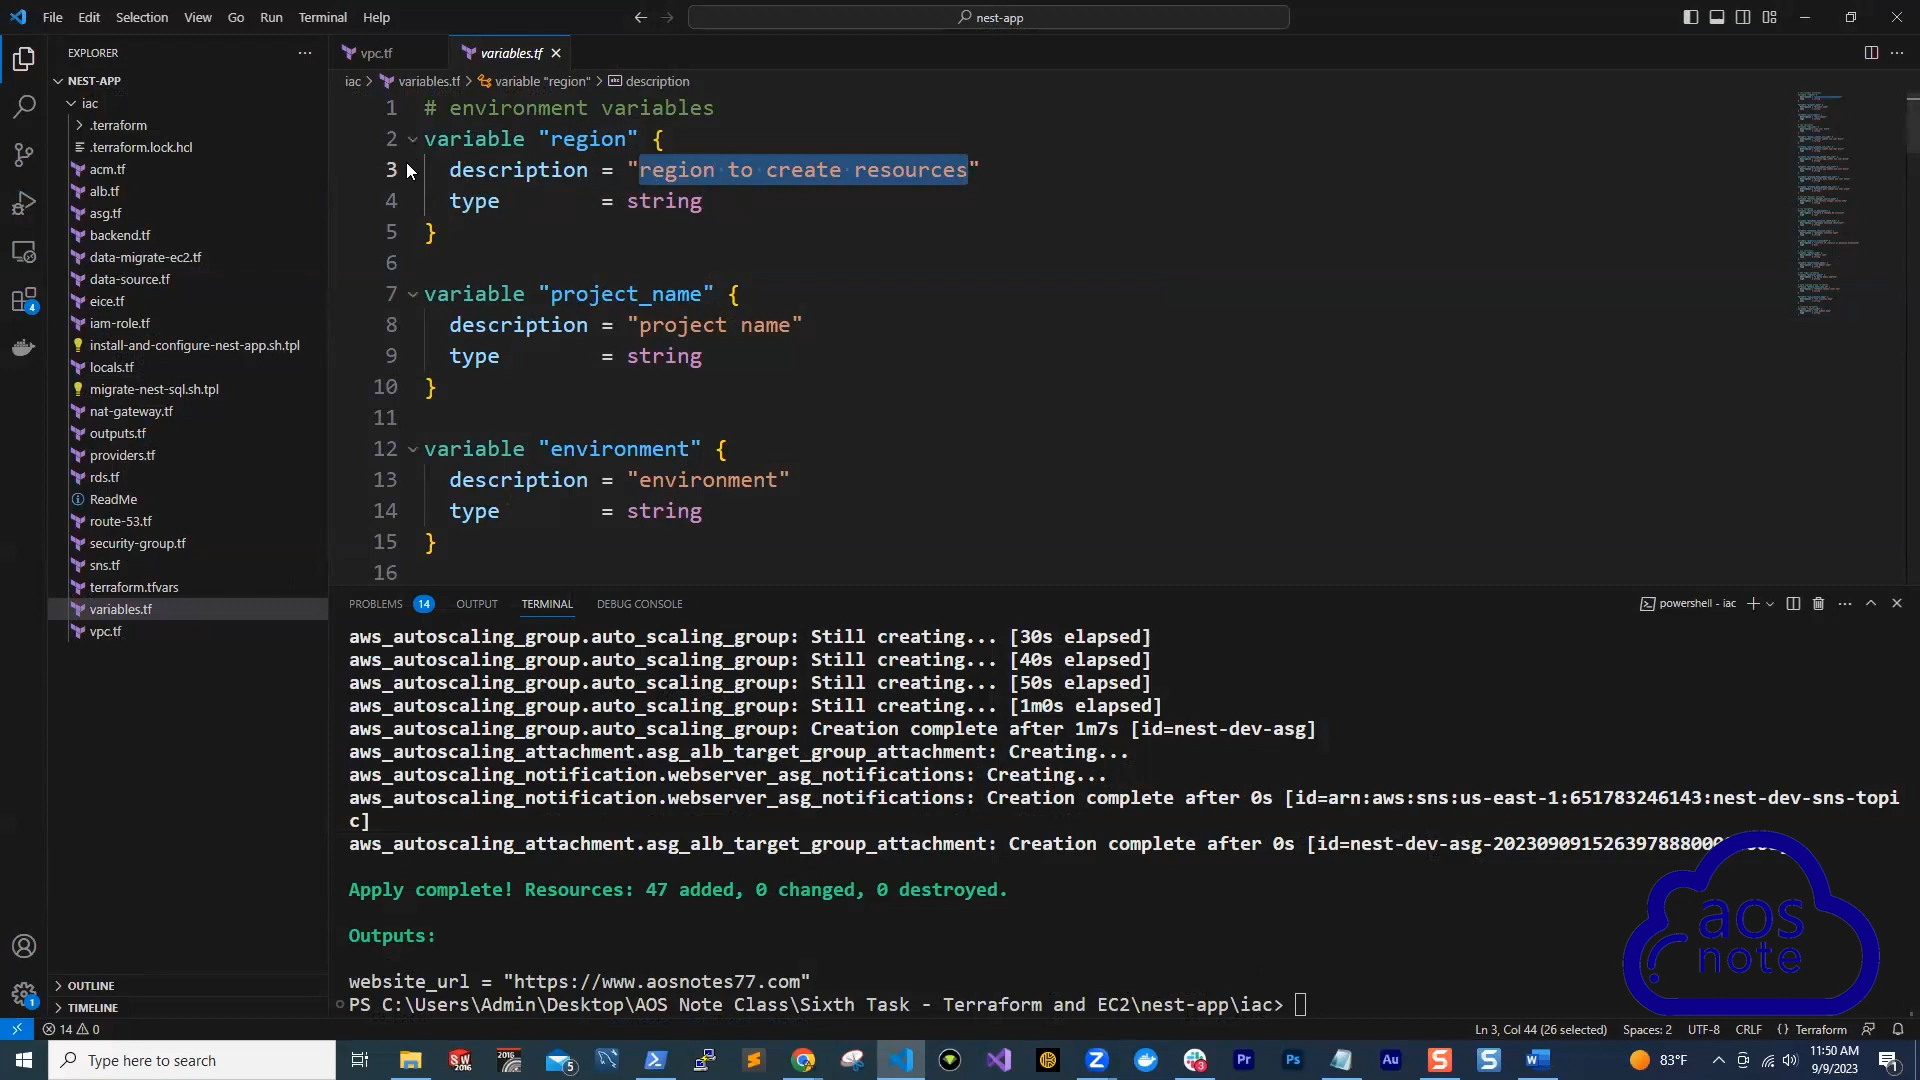 File Edit Selection View Go Run Terminal Help
nest-app
EXPLORER
NEST-APP
iac
.terraform
.terraform.lock.hcl
acm.tf
alb.tf
asg.tf
backend.tf
data-migrate-ec2.tf
data-source.tf
eice.tf
iam-role.tf
install-and-configure-nest-app.sh.tpl
locals.tf
migrate-nest-sql.sh.tpl
nat-gateway.tf
outputs.tf
providers.tf
rds.tf
ReadMe
route-53.tf
security-group.tf
sns.tf
terraform.tfvars
variables.tf
vpc.tf
OUTLINE
TIMELINE
4
1
vpc.tf
variables.tf
iac > variables.tf > variable "region" > description
1 # environment variables
2 variable "region" {
3 description = "region to create resources"
4 type = string
5 }
6
7 variable "project_name" {
8 description = "project name"
9 type = string
10 }
11
12 variable "environment" {
13 description = "environment"
14 type = string
15 }
16
PROBLEMS 14 OUTPUT TERMINAL DEBUG CONSOLE
powershell - iac
aws_autoscaling_group.auto_scaling_group: Still creating... [30s elapsed]
aws_autoscaling_group.auto_scaling_group: Still creating... [40s elapsed]
aws_autoscaling_group.auto_scaling_group: Still creating... [50s elapsed]
aws_autoscaling_group.auto_scaling_group: Still creating... [1m0s elapsed]
aws_autoscaling_group.auto_scaling_group: Creation complete after 1m7s [id=nest-dev-asg]
aws_autoscaling_attachment.asg_alb_target_group_attachment: Creating...
aws_autoscaling_notification.webserver_asg_notifications: Creating...
aws_autoscaling_notification.webserver_asg_notifications: Creation complete after 0s [id=arn:aws:sns:us-east-1:651783246143:nest-dev-sns-topi
c]
aws_autoscaling_attachment.asg_alb_target_group_attachment: Creation complete after 0s
Apply complete! Resources: 47 added, 0 changed, 0 destroyed.
Outputs:
website_url = "https://www.aosnotes77.com"
PS C:\Users\Admin\Desktop\AOS Note Class\Sixth Task - Terraform and EC2\nest-app\iac>
aos
note
14 0
Ln 3, Col 44 (26 selected) Spaces: 2 UTF-8 CRLF {} Terraform
Type here to search
83°F
11:50 AM
9/9/2023